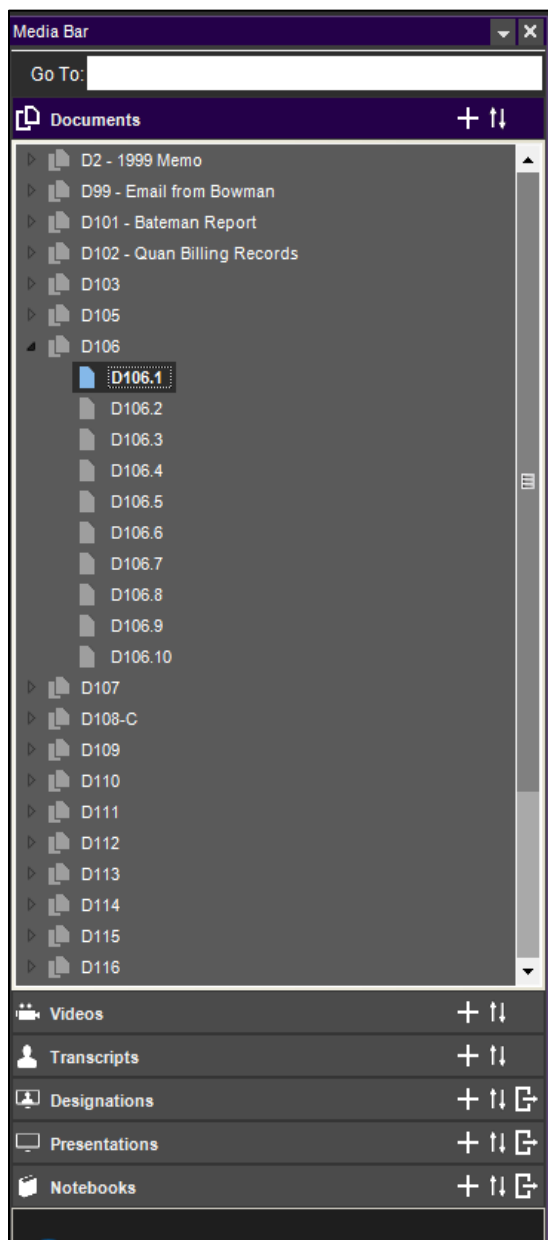 Media Bar
Go To:
Documents
D2 - 1999 Memo
D99 - Email from Bowman
D101 - Bateman Report
D102 - Quan Billing Records
D103
D105
D106
D106.1
D106.2
D106.3
D106.4
D106.5
D106.6
D106.7
D106.8
D106.9
D106.10
D107
D108-C
D109
D110
D111
D112
D113
D114
D115
D116
Videos
Transcripts
Designations
Presentations
Notebooks